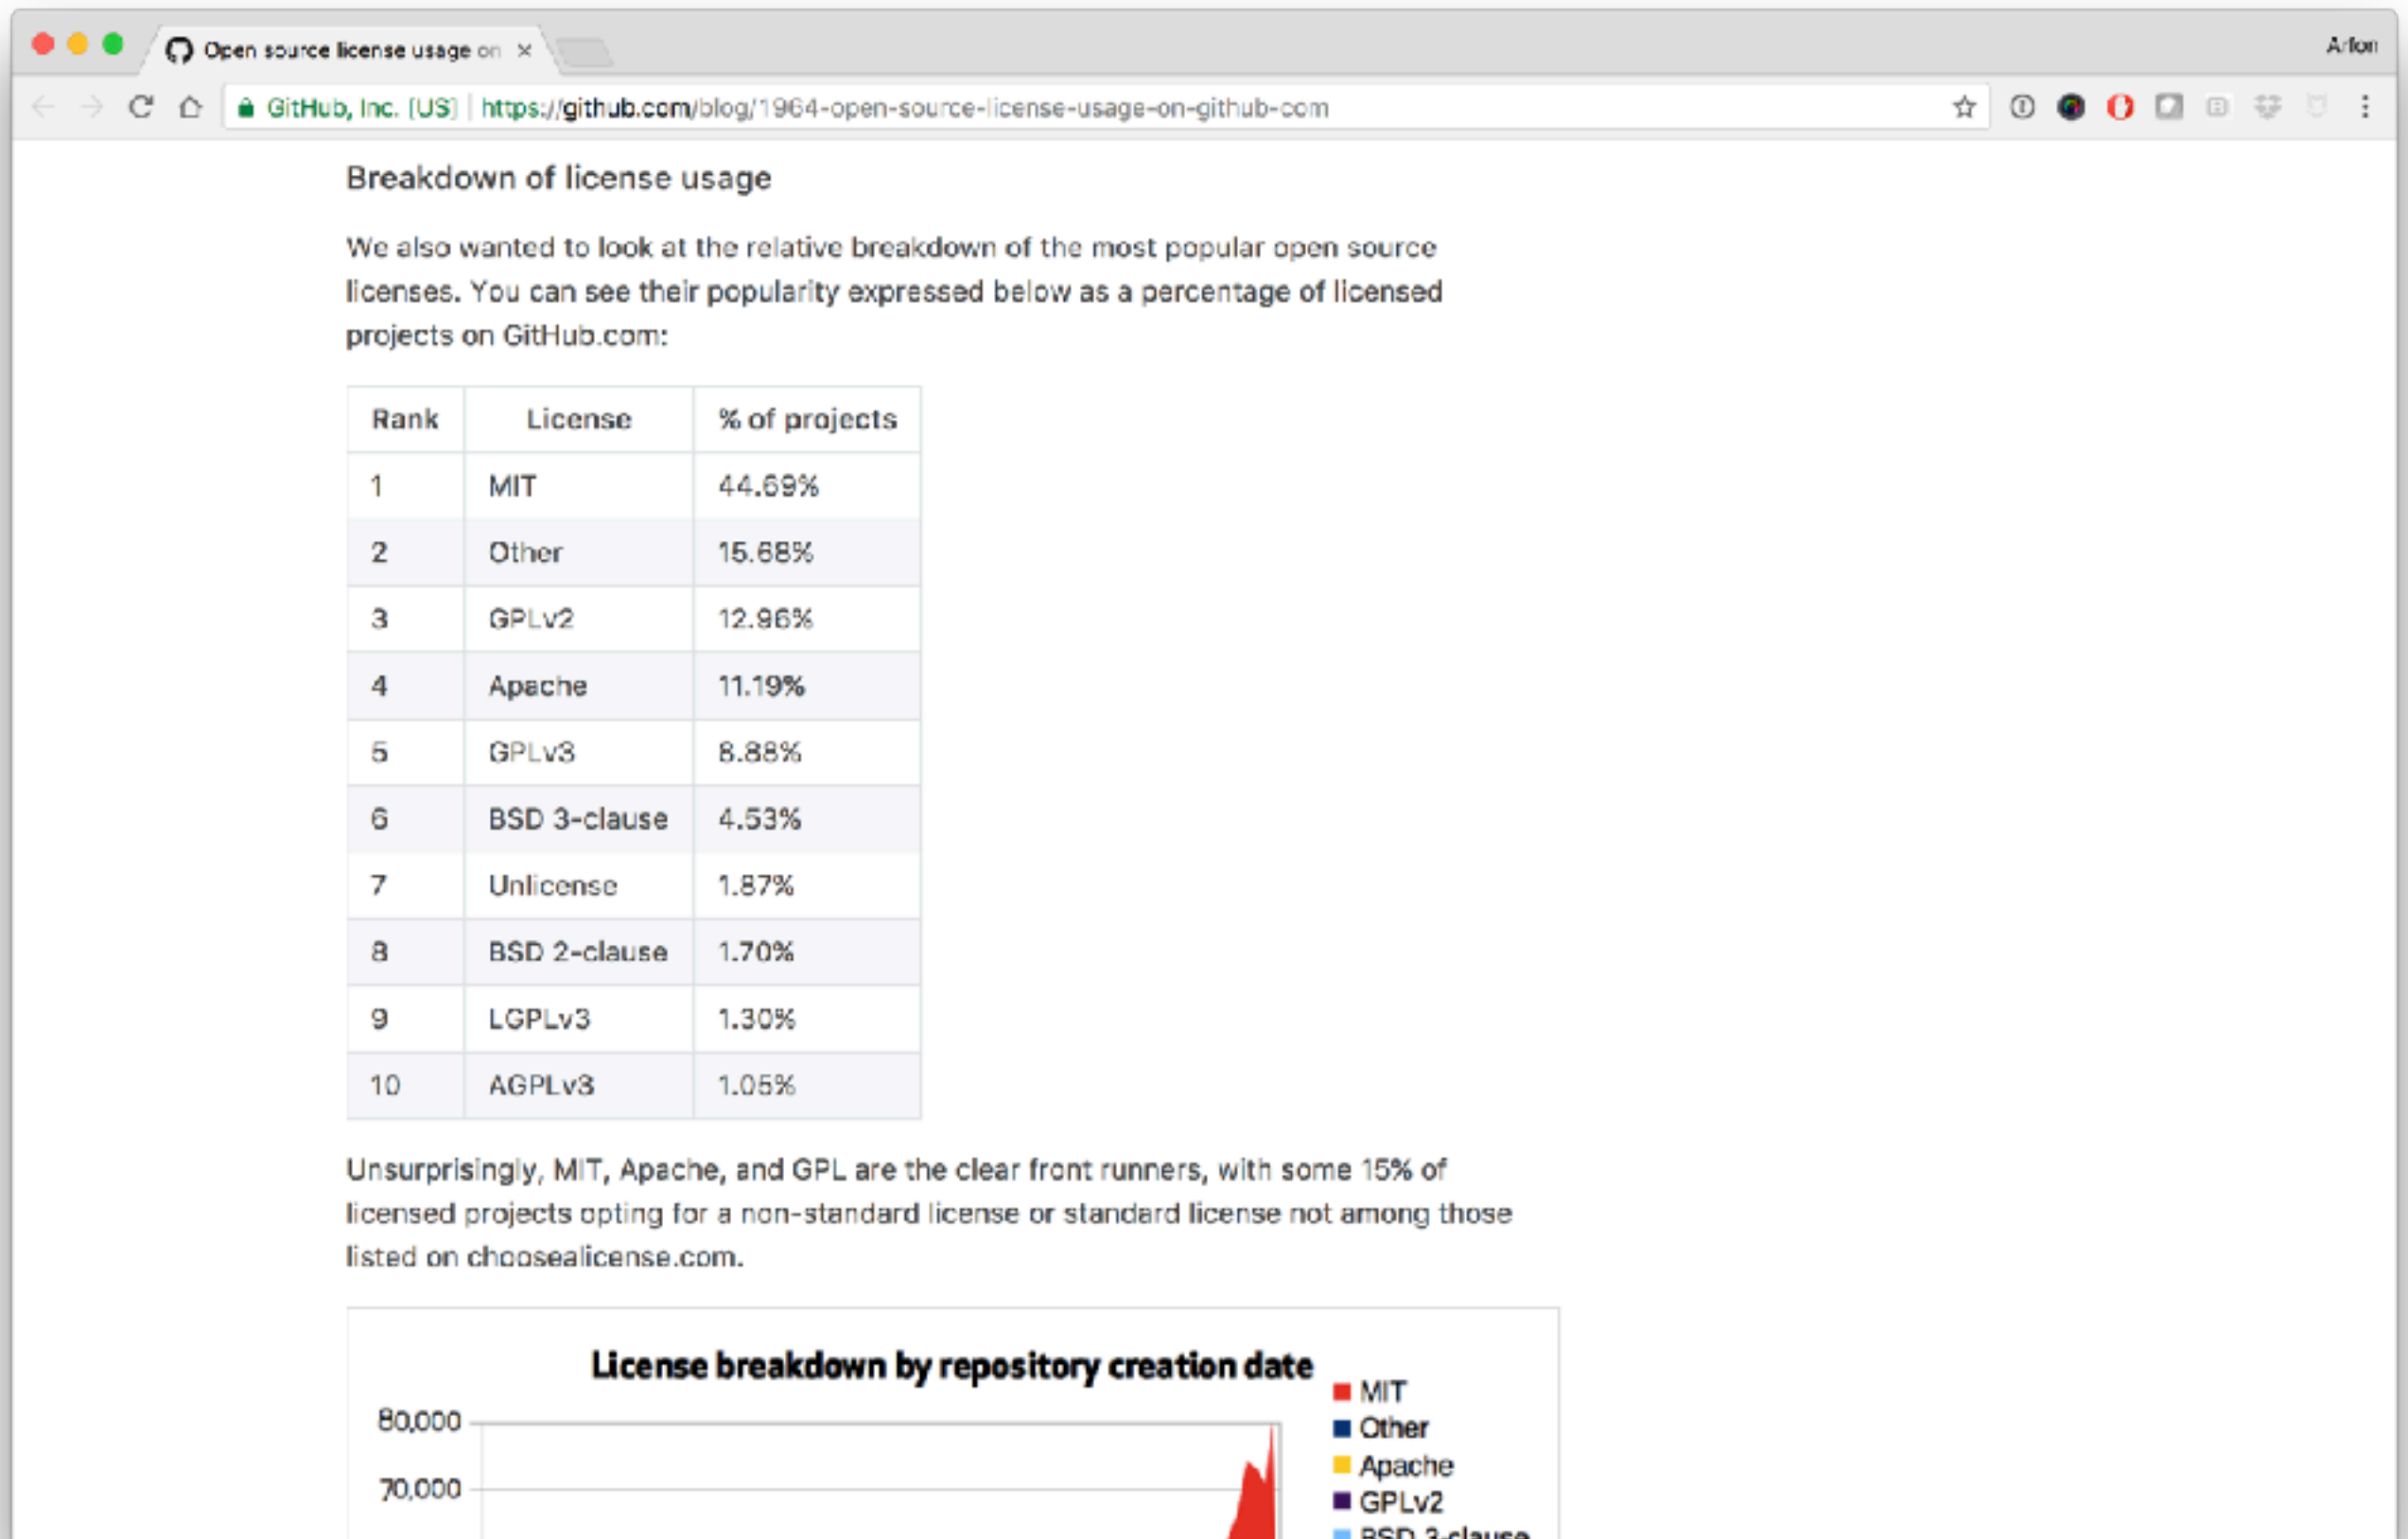 Open source license usage on
Arfon
GitHub, Inc. [US] | https://github.com/blog/1964-open-source-license-usage-on-github-com
Breakdown of license usage
We also wanted to look at the relative breakdown of the most popular open source
licenses. You can see their popularity expressed below as a percentage of licensed
projects on GitHub.com:
Rank License % of projects
1 MIT 44.69%
2 Other 15.68%
3 GPLv2 12.96%
4 Apache 11.19%
5 GPLv3 8.88%
6 BSD 3-clause 4.53%
7 Unlicense 1.87%
8 BSD 2-clause 1.70%
9 LGPLv3 1.30%
10 AGPLv3 1.05%
Unsurprisingly, MIT, Apache, and GPL are the clear front runners, with some 15% of
licensed projects opting for a non-standard license or standard license not among those
listed on choosealicense.com.
License breakdown by repository creation date
MIT
80,000
Other
Apache
70,000
GPLv2
BSD 3-clause